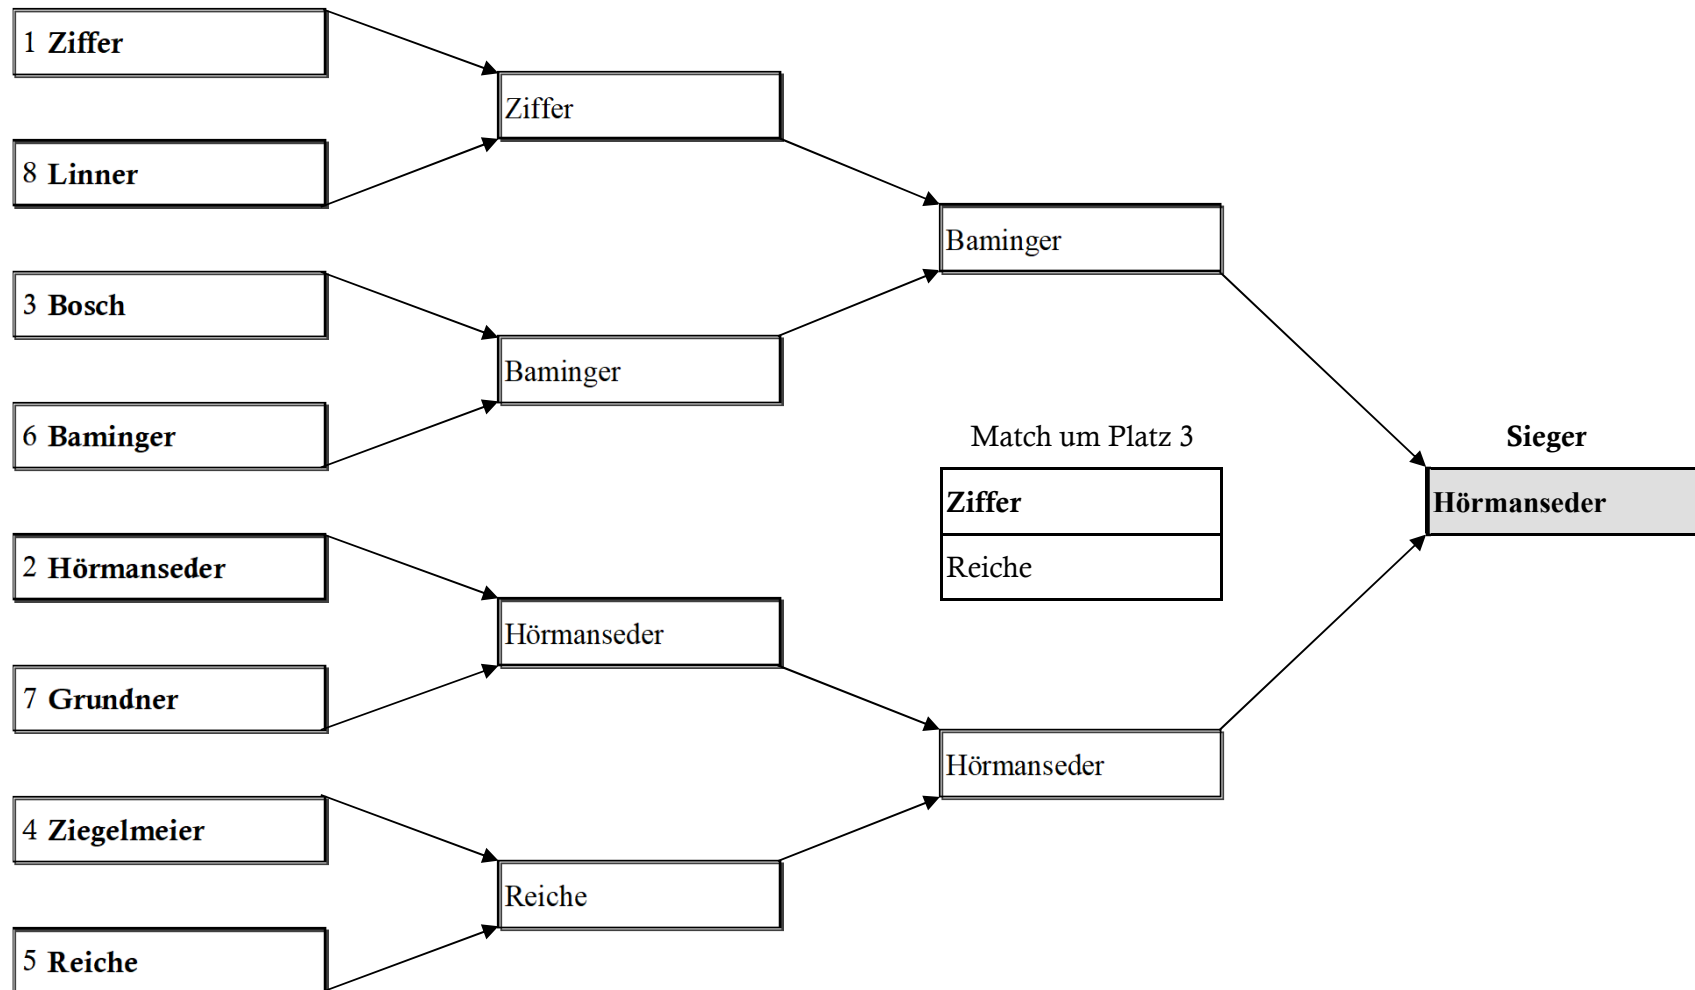 1 Ziffer
Ziffer
8 Linner
Baminger
3 Bosch
Baminger
6 Baminger
Match um Platz 3
Sieger
Ziffer
Hörmanseder
Reiche
2 Hörmanseder
Hörmanseder
7 Grundner
Hörmanseder
4 Ziegelmeier
Reiche
5 Reiche